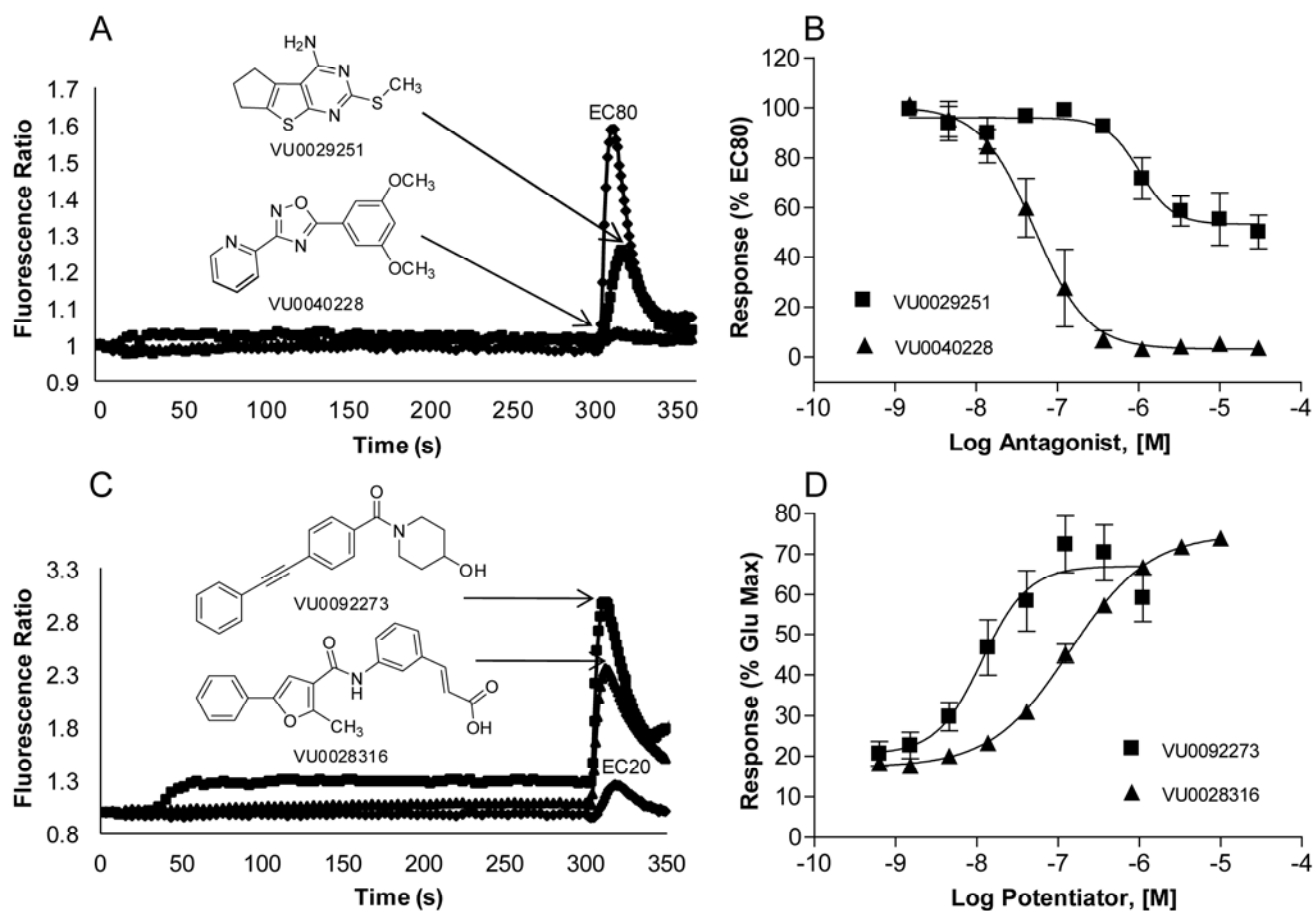 A
H₂N
N
N
S
S
CH₃
VU0029251
N
O
N
N
OCH₃
OCH₃
VU0040228
EC80
Fluorescence Ratio
1.7
1.6
1.5
1.4
1.3
1.2
1.1
1
0.9
0 50 100 150 200 250 300 350
Time (s)
B
Response (% EC80)
120
100
80
60
40
20
0
VU0029251
VU0040228
-10 -9 -8 -7 -6 -5 -4
Log Antagonist, [M]
C
O
N
OH
VU0092273
O
N
H
O
CH₃
O
OH
VU0028316
EC20
Fluorescence Ratio
3.3
2.8
2.3
1.8
1.3
0.8
0 50 100 150 200 250 300 350
Time (s)
D
Response (% Glu Max)
80
70
60
50
40
30
20
10
0
VU0092273
VU0028316
-10 -9 -8 -7 -6 -5 -4
Log Potentiator, [M]